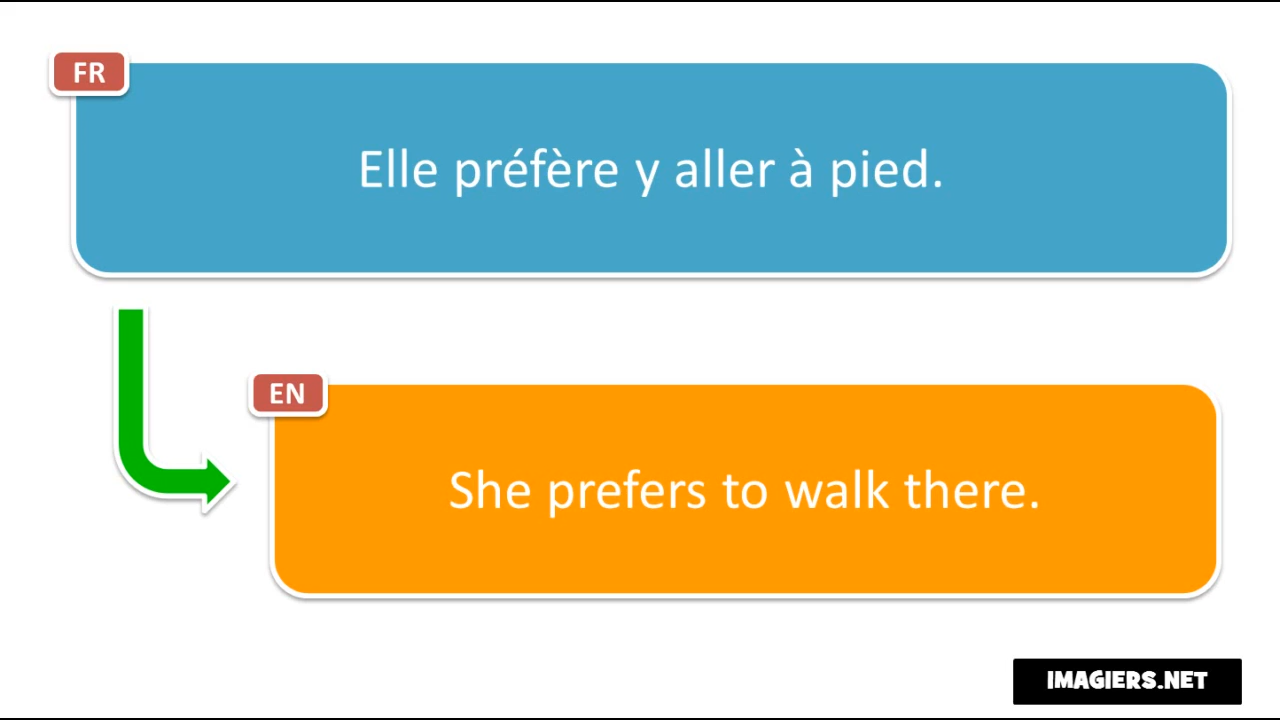 FR
Elle préfère y aller à pied.
EN
She prefers to walk there.
IMAGIERS.NET